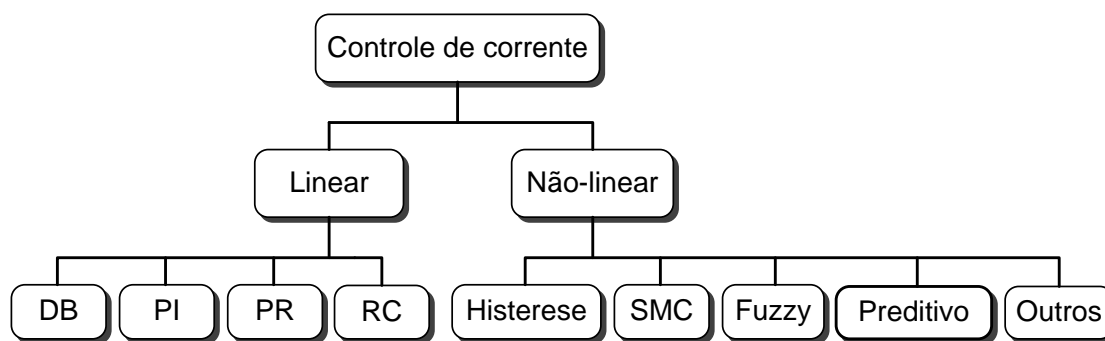 Controle de corrente
Linear
Não-linear
DB
PI
PR
RC
Histerese
SMC
Fuzzy
Preditivo
Outros